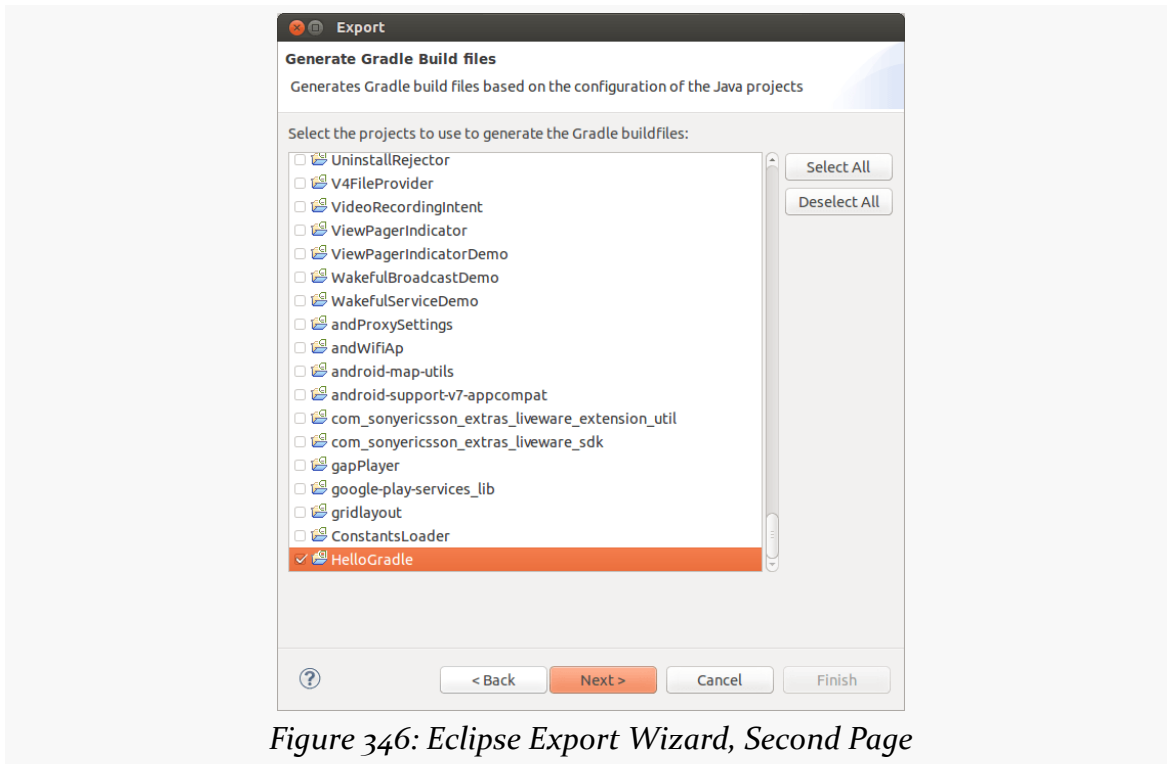 Export
Generate Gradle Build files
Generates Gradle build files based on the configuration of the Java projects
Select the projects to use to generate the Gradle buildfiles:
UninstallRejector
V4FileProvider
VideoRecordingIntent
ViewPagerIndicator
ViewPagerIndicatorDemo
WakefulBroadcastDemo
WakefulServiceDemo
andProxySettings
andWifiAp
android-map-utils
android-support-v7-appcompat
com_sonyericsson_extras_liveware_extension_util
com_sonyericsson_extras_liveware_sdk
gapPlayer
google-play-services_lib
gridlayout
ConstantsLoader
HelloGradle
Select All
Deselect All
? < Back Next > Cancel Finish
Figure 346: Eclipse Export Wizard, Second Page